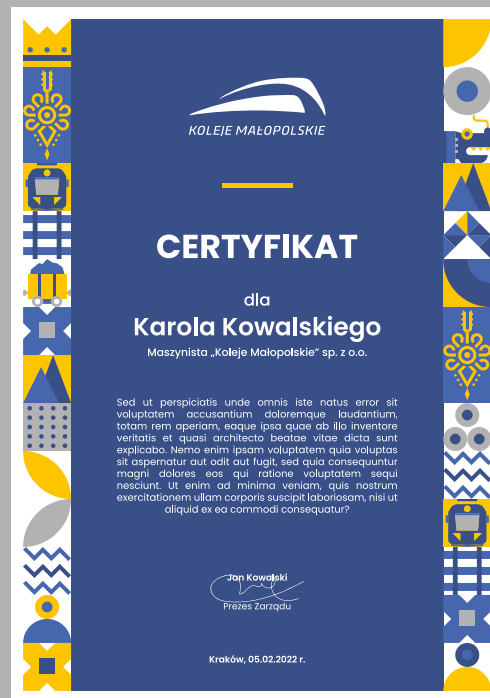 KOLEJE MAŁOPOLSKIE
CERTYFIKAT
dla
Karola Kowalskiego
Maszynista „Koleje Małopolskie” sp. z o.o.
Sed ut perspiciatis unde omnis iste natus error sit
voluptatem accusantium doloremque laudantium,
totam rem aperiam, eaque ipsa quae ab illo inventore
veritatis et quasi architecto beatae vitae dicta sunt
explicabo. Nemo enim ipsam voluptatem quia voluptas
sit aspernatur aut odit aut fugit, sed quia consequuntur
magni dolores eos qui ratione voluptatem sequi
nesciunt. Ut enim ad minima veniam, quis nostrum
exercitationem ullam corporis suscipit laboriosam, nisi ut
aliquid ex ea commodi consequatur?
Jan Kowalski
Prezes Zarządu
Kraków, 05.02.2022 r.